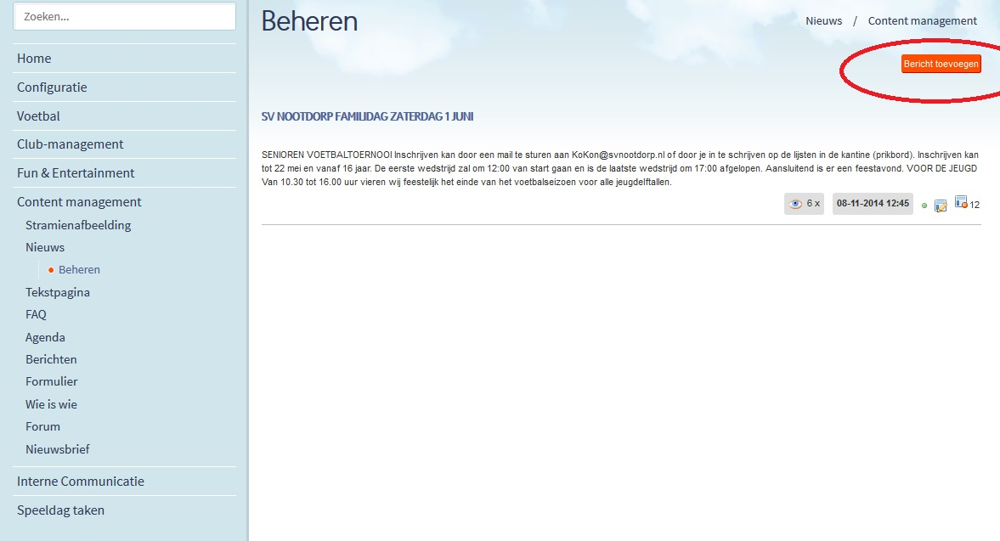 Zoeken...
Home
Configuratie
Voetbal
Club-management
Fun & Entertainment
Content management
Stramienafbeelding
Nieuws
Beheren
Tekstpagina
FAQ
Agenda
Berichten
Formulier
Wie is wie
Forum
Nieuwsbrief
Interne Communicatie
Speeldag taken
Beheren
Nieuws / Content management
Bericht toevoegen
SV NOOTDORP FAMILIDAG ZATERDAG 1 JUNI
SENIOREN VOETBALTOERNOOI Inschrijven kan door een mail te sturen aan KoKon@svnootdorp.nl of door je in te schrijven op de lijsten in de kantine (prikbord). Inschrijven kan
tot 22 mei en vanaf 16 jaar. De eerste wedstrijd zal om 12:00 van start gaan en is de laatste wedstrijd om 17:00 afgelopen. Aansluitend is er een feestavond. VOOR DE JEUGD
Van 10.30 tot 16.00 uur vieren wij feestelijk het einde van het voetbalseizoen voor alle jeugdelftallen.
6 x 08-11-2014 12:45 12